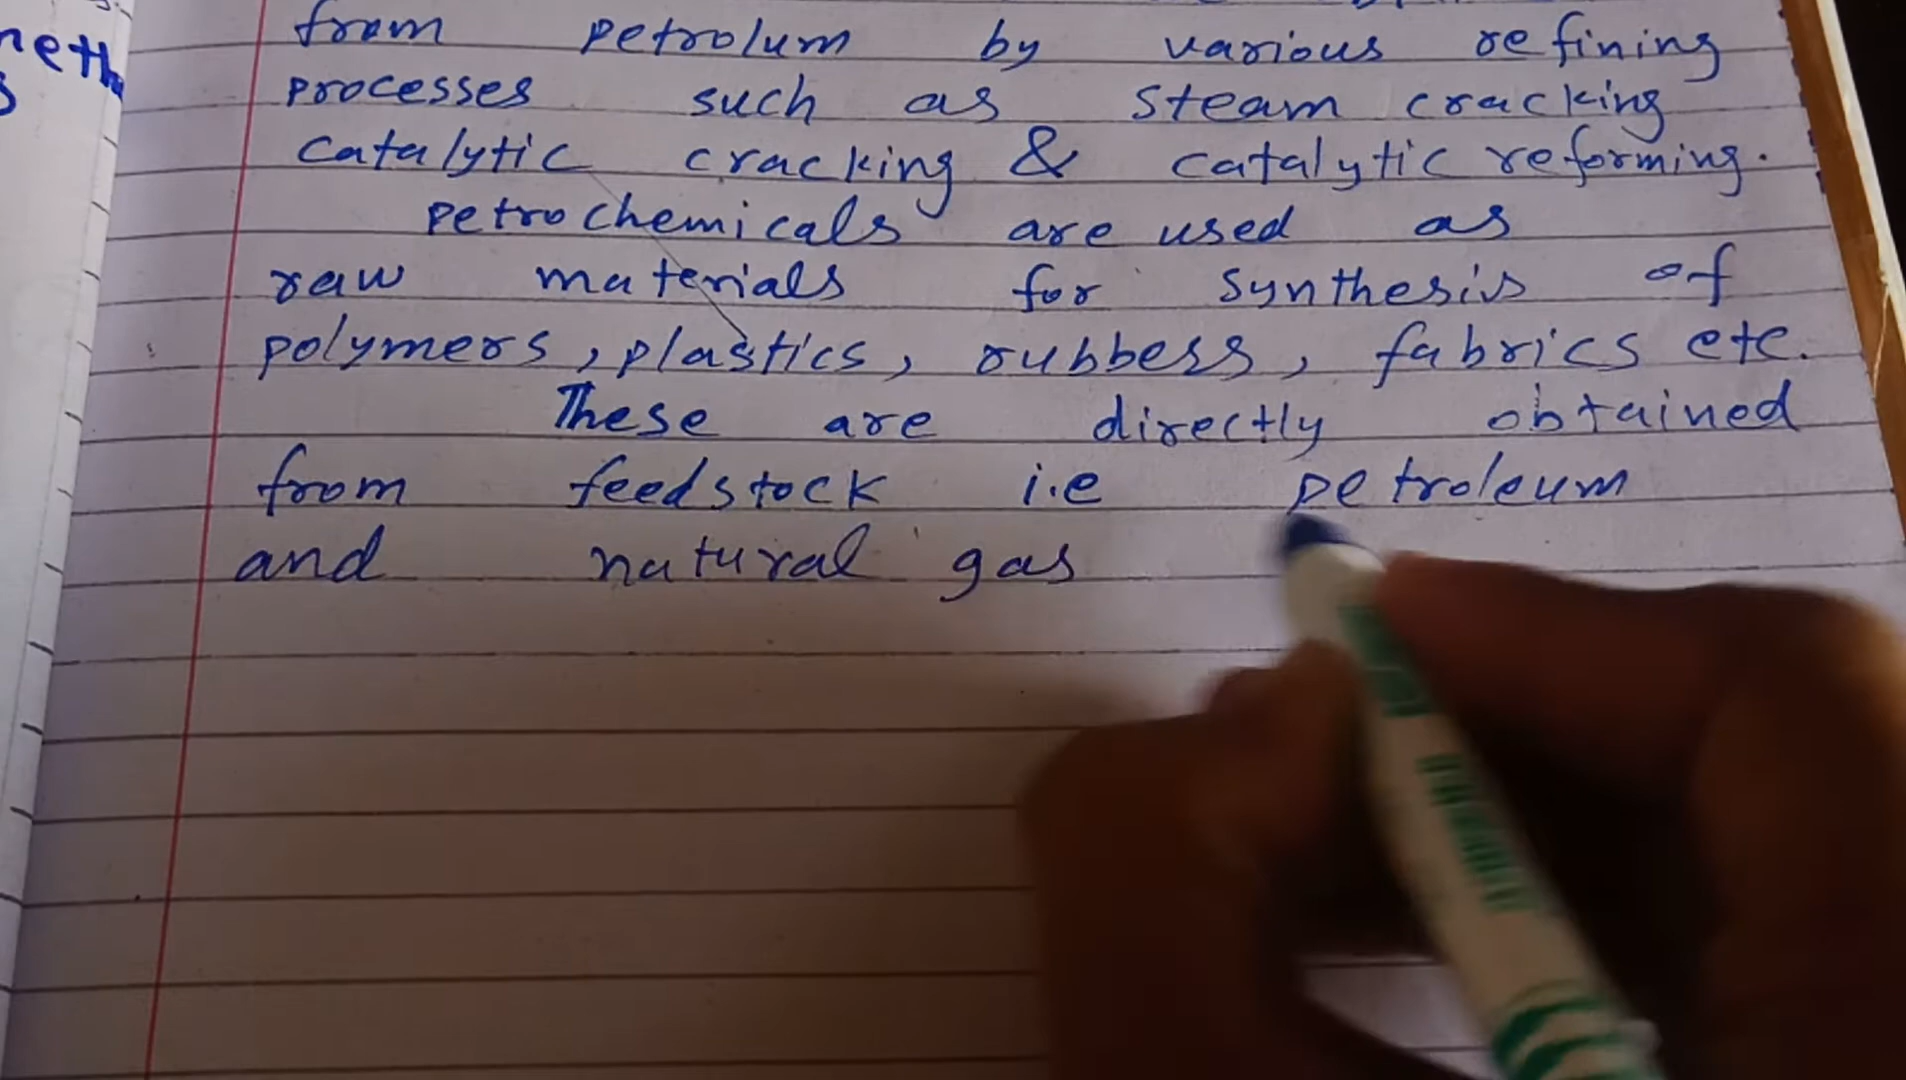 from petrolum by various refining
processes such as steam cracking
catalytic cracking & catalytic reforming.
petrochemicals are used as
raw materials for synthesis of
polymers, plastics, rubbers, fabrics etc.
These are directly obtained
from feedstock i.e petroleum
and natural gas